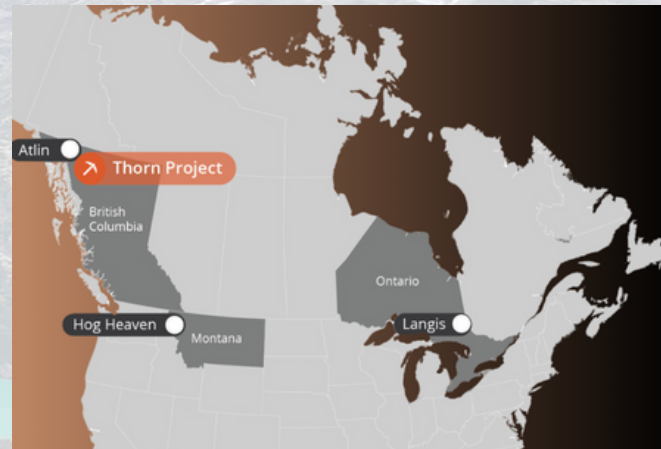 Atlin
Thorn Project
British
Columbia
Ontario
Hog Heaven
Montana
Langis